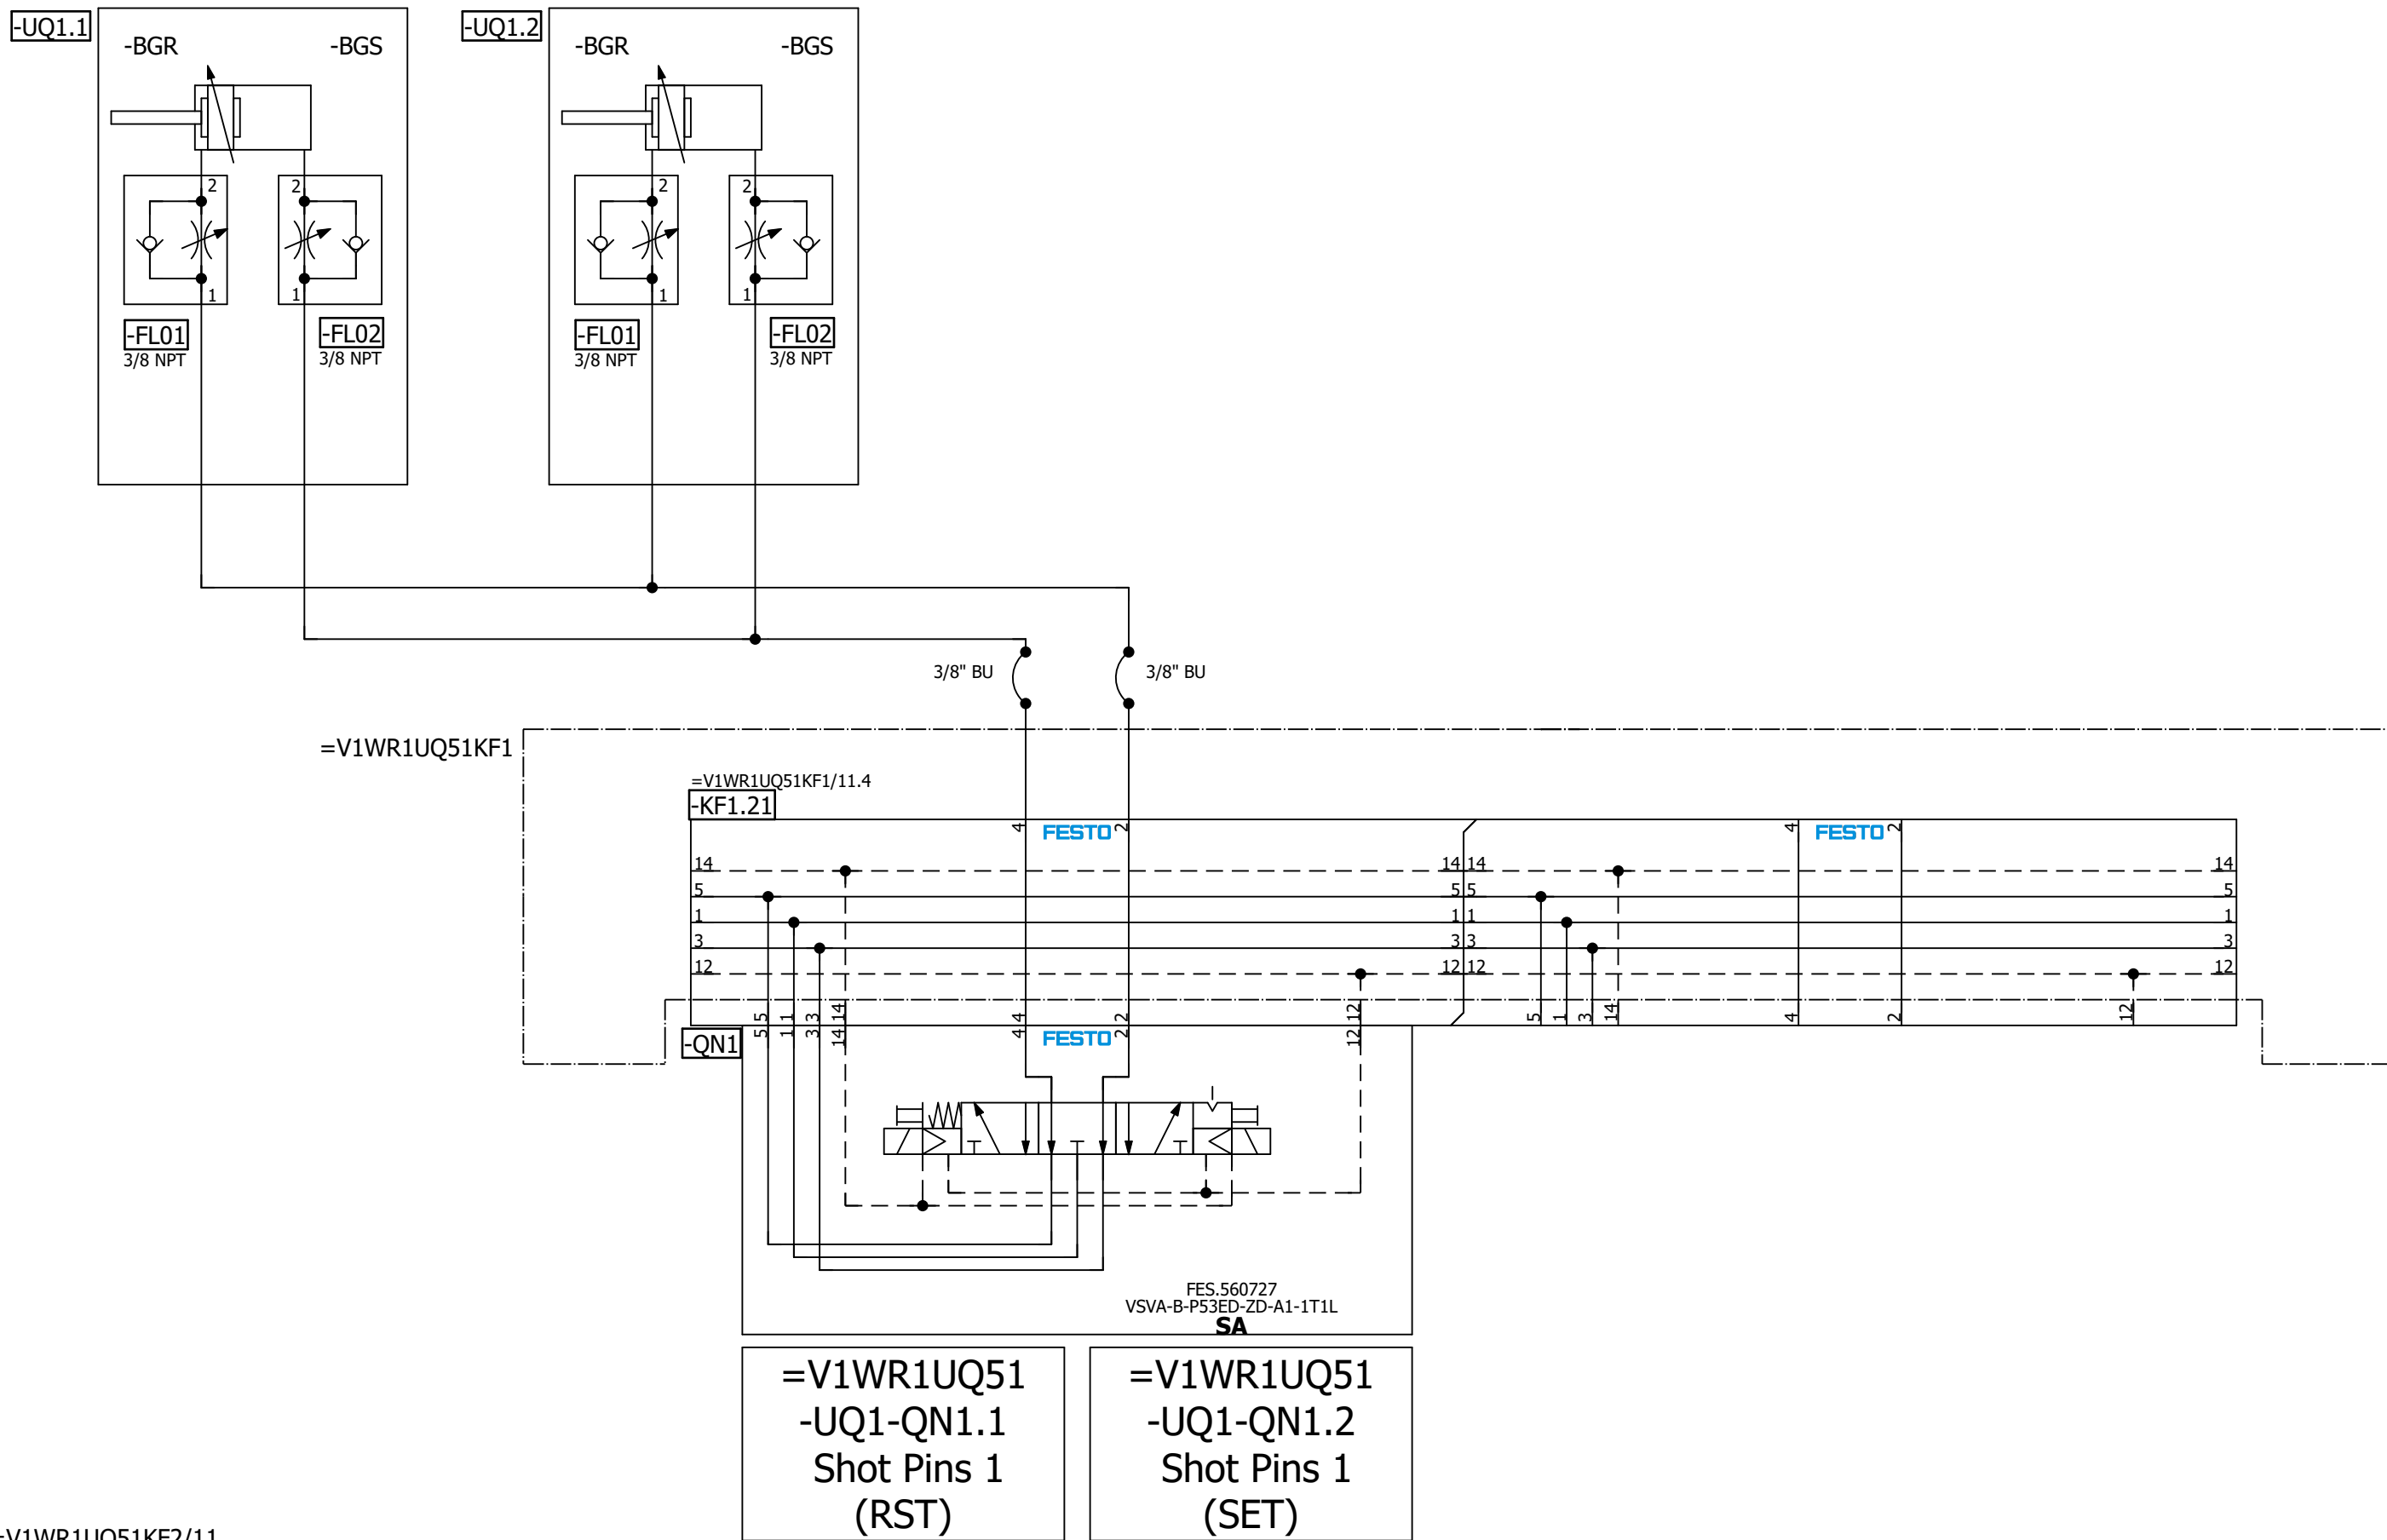 -UQ1.1
-BGR
-BGS
-UQ1.2
-BGR
-BGS
2
2
2
2
1
1
1
1
-FL01
3/8 NPT
-FL02
3/8 NPT
-FL01
3/8 NPT
-FL02
3/8 NPT
3/8" BU
3/8" BU
=V1WR1UQ51KF1
=V1WR1UQ51KF1/11.4
-KF1.21
4 FESTO 2
4 FESTO 2
14 14 14 14
5 5 5 5
1 1 1 1
3 3 3 3
12 12 12 12
5 1 3 14 4 2 12
5 1 3 14 4 2 12
-QN1
5 1 3 14 4 FESTO 2 12
FES.560727
VSVA-B-P53ED-ZD-A1-1T1L
SA
=V1WR1UQ51
-UQ1-QN1.1
Shot Pins 1
(RST)
=V1WR1UQ51
-UQ1-QN1.2
Shot Pins 1
(SET)
=V1WR1UQ51KF2/11